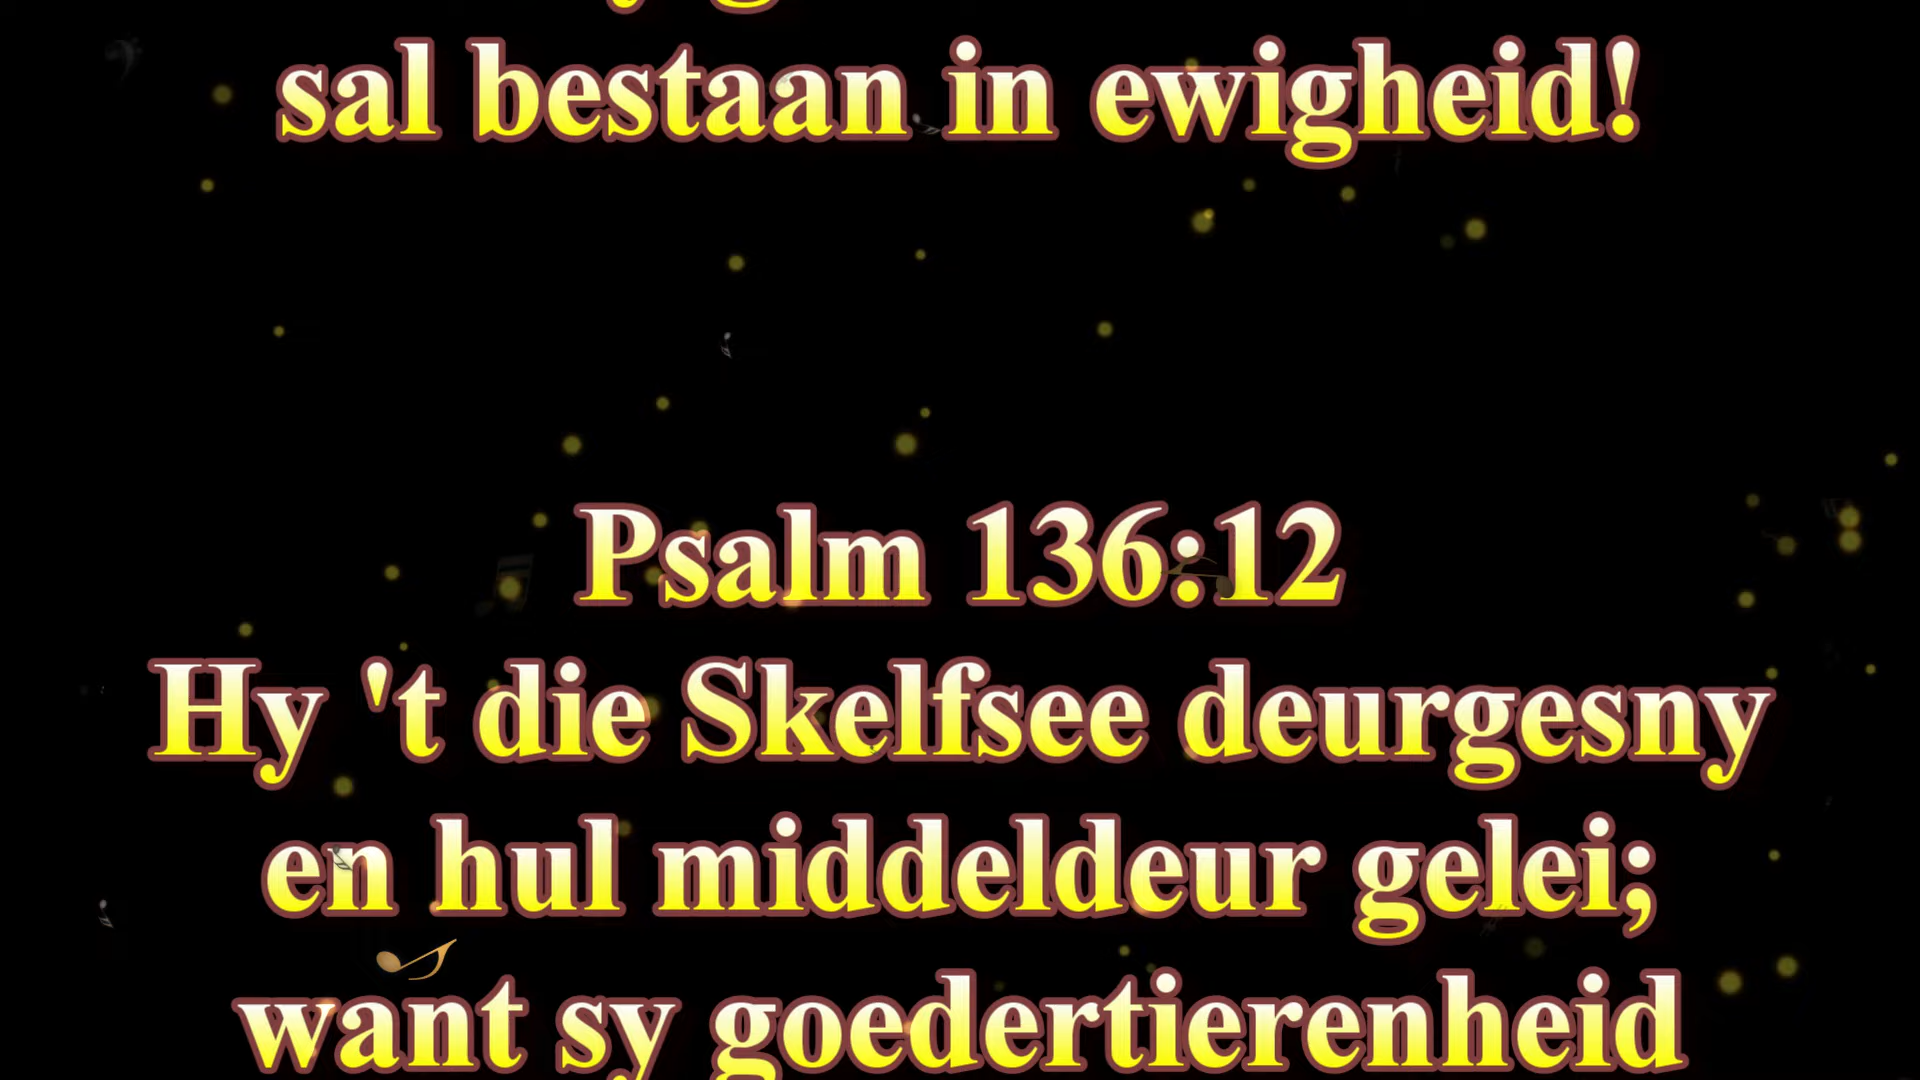 sal bestaan in ewigheid!
Psalm 136:12
Hy 't die Skelfsee deurgesny
en hul middeldeur gelei;
want sy goedertierenheid